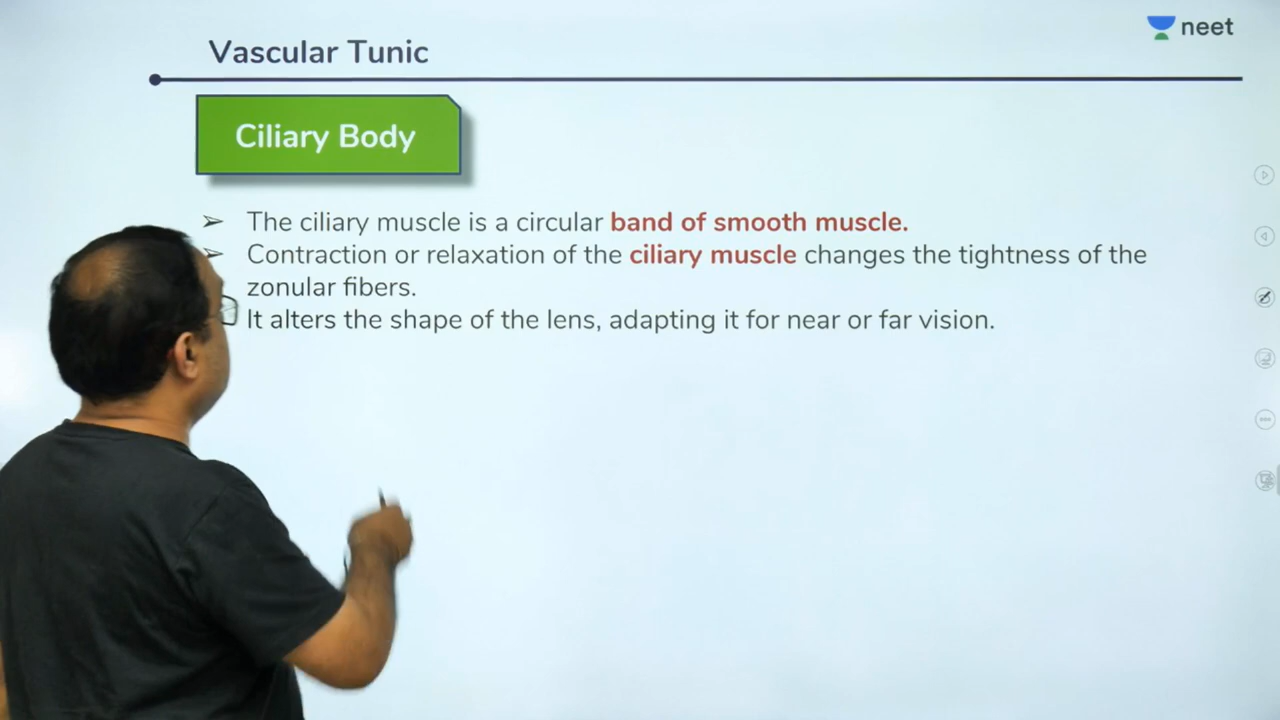 neet
Vascular Tunic
Ciliary Body
➢ The ciliary muscle is a circular band of smooth muscle.
➢ Contraction or relaxation of the ciliary muscle changes the tightness of the
zonular fibers.
It alters the shape of the lens, adapting it for near or far vision.